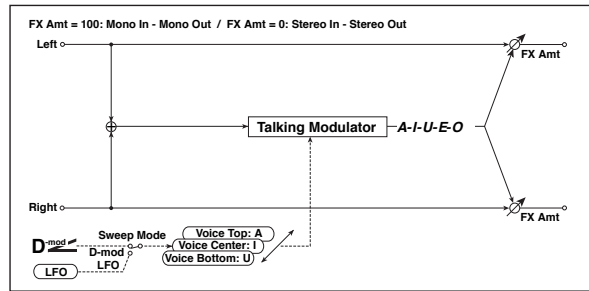 FX Amt = 100: Mono In - Mono Out / FX Amt = 0: Stereo In - Stereo Out
Left
FX Amt
Talking Modulator
A-I-U-E-O
Right
FX Amt
Sweep Mode
D-mod
D-mod
LFO
LFO
Voice Top: A
Voice Center: I
Voice Bottom: U